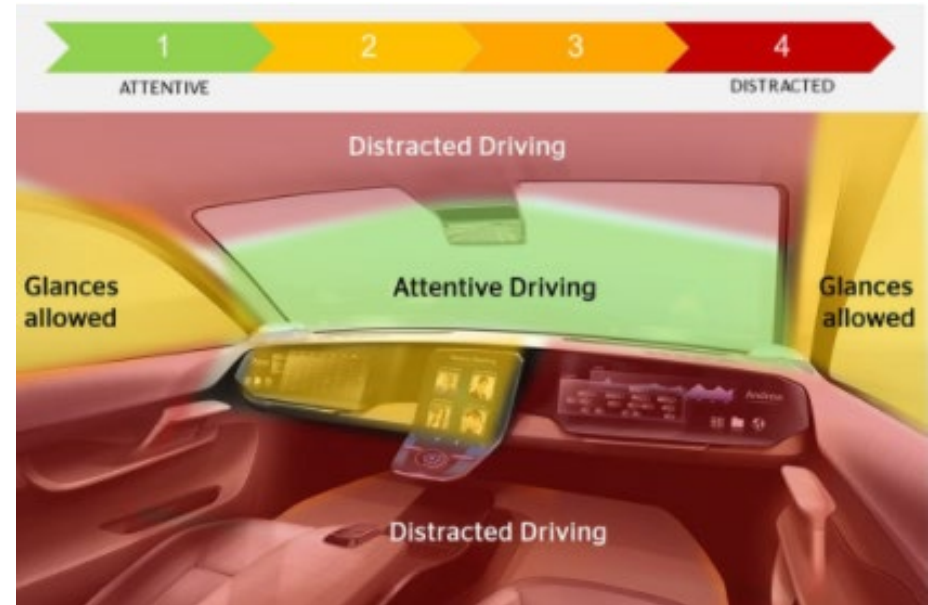 1 2 3 4
ATTENTIVE DISTRACTED
Distracted Driving
Glances
allowed
Attentive Driving
Glances
allowed
Distracted Driving